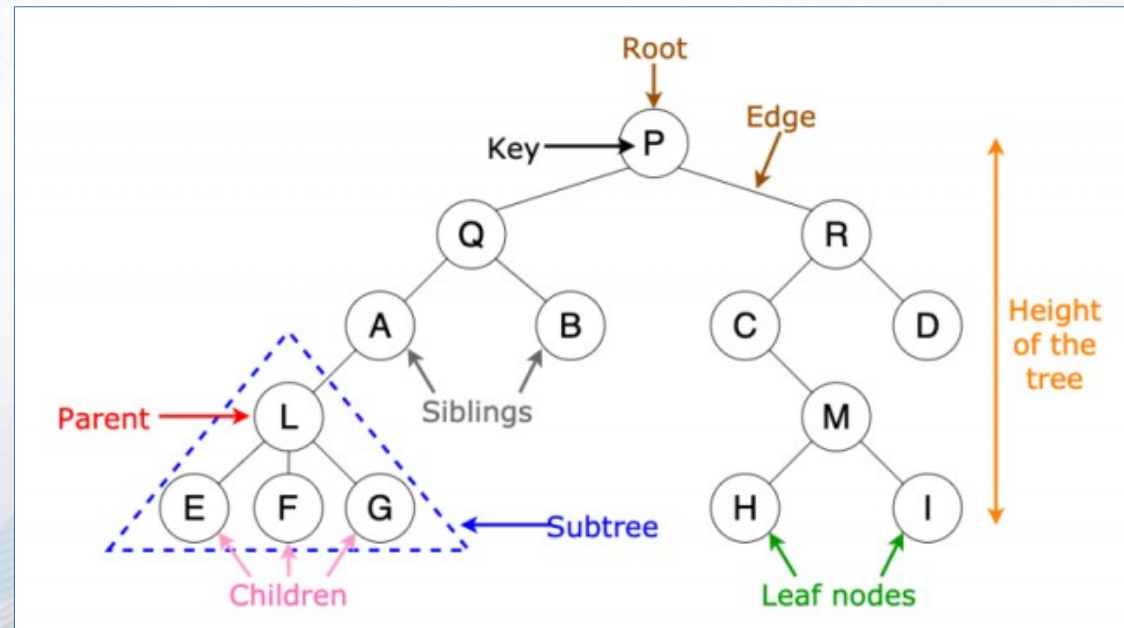 Root
Edge
Key
P
Q
R
A
B
C
D
Height
of the
tree
Siblings
Parent
L
M
E
F
G
H
I
Subtree
Children
Leaf nodes